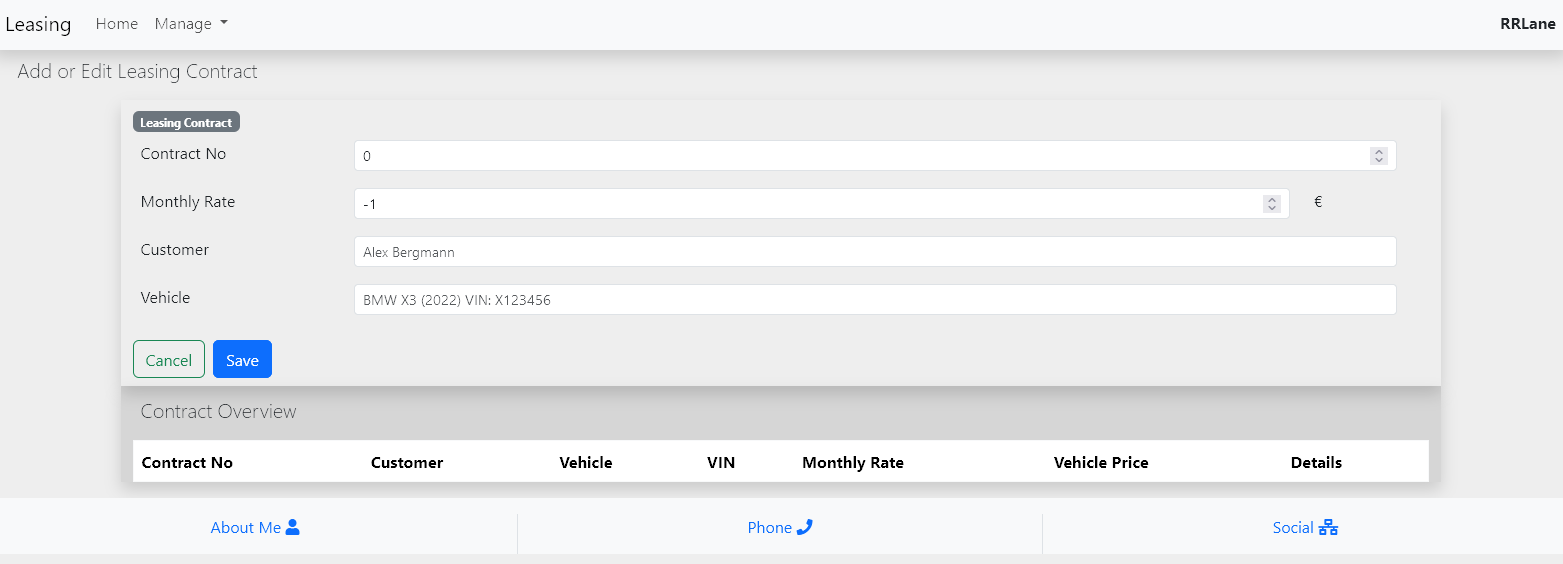 Leasing Home Manage RRLane
Add or Edit Leasing Contract
Leasing Contract
Contract No 0
Monthly Rate -1 €
Customer Alex Bergmann
Vehicle BMW X3 (2022) VIN: X123456
Cancel Save
Contract Overview
Contract No Customer Vehicle VIN Monthly Rate Vehicle Price Details
About Me Phone Social